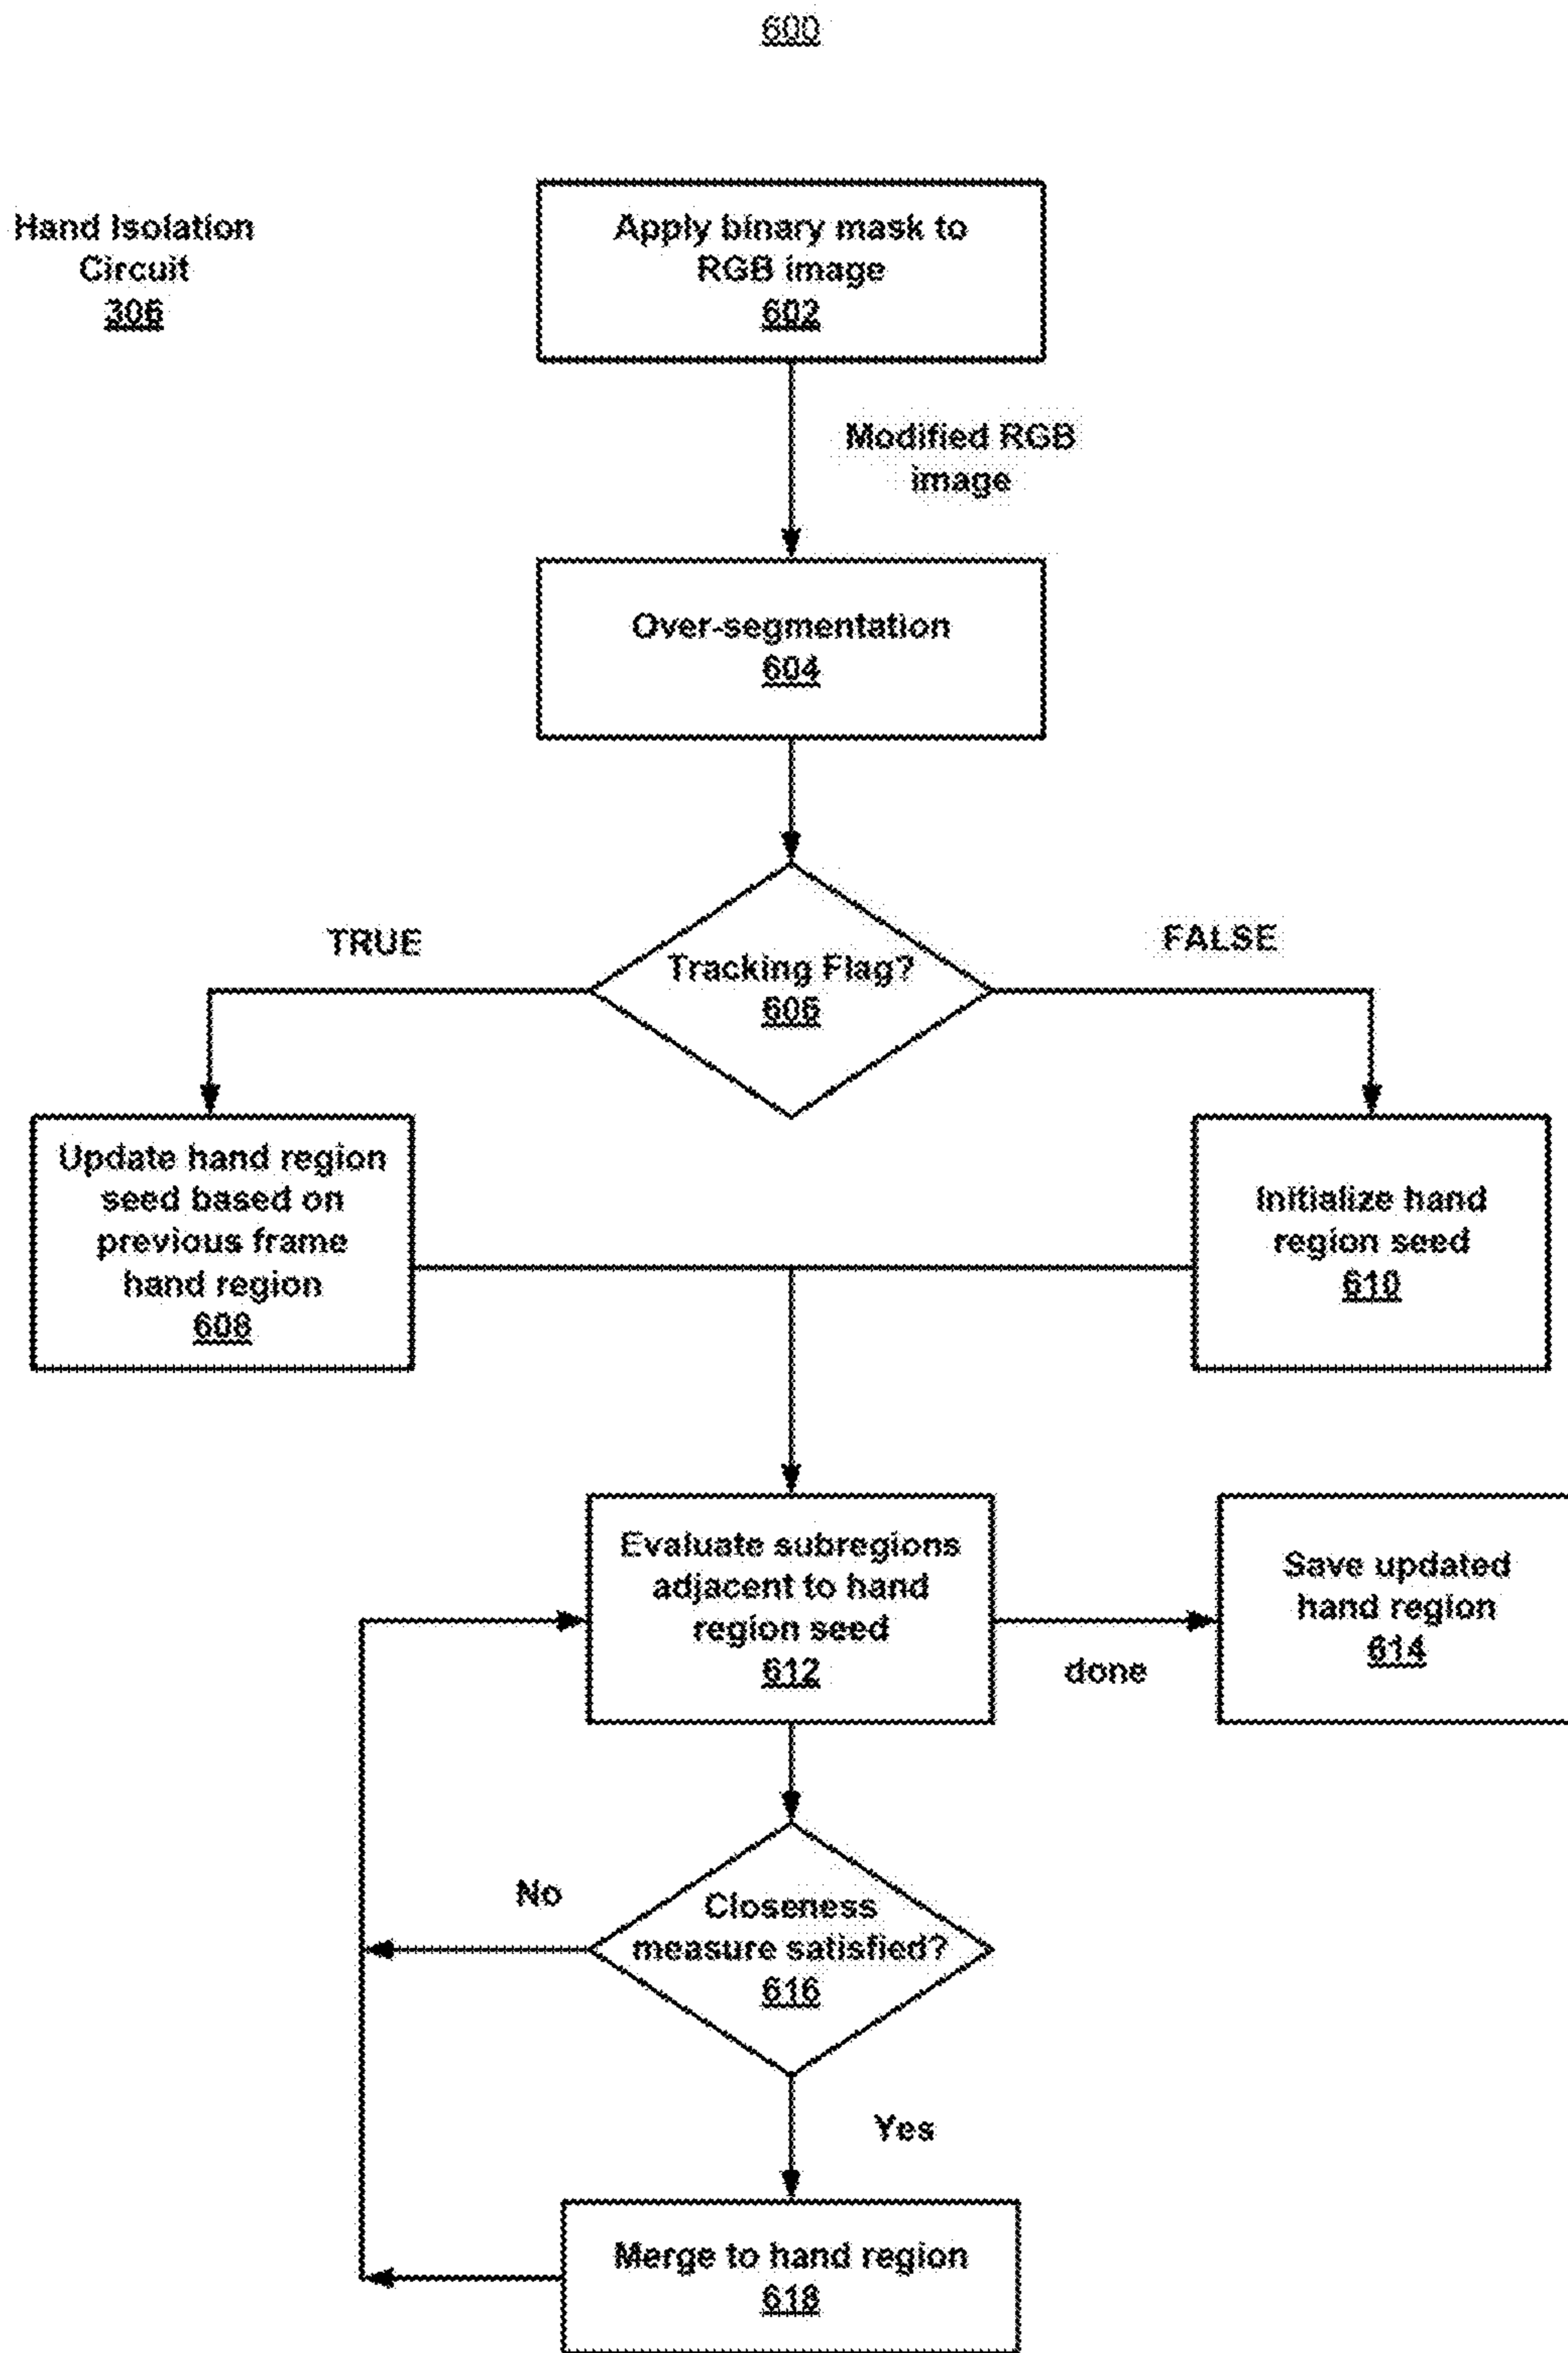 600
Hand Isolation
Circuit
306
Apply binary mask to
RGB image
602
Modified RGB
image
Over-segmentation
604
TRUE
Tracking Flag?
606
FALSE
Update hand region
seed based on
previous frame
hand region
608
Initialize hand
region seed
610
Evaluate subregions
adjacent to hand
region seed
612
done
Save updated
hand region
614
No
Closeness
measure satisfied?
616
Yes
Merge to hand region
618